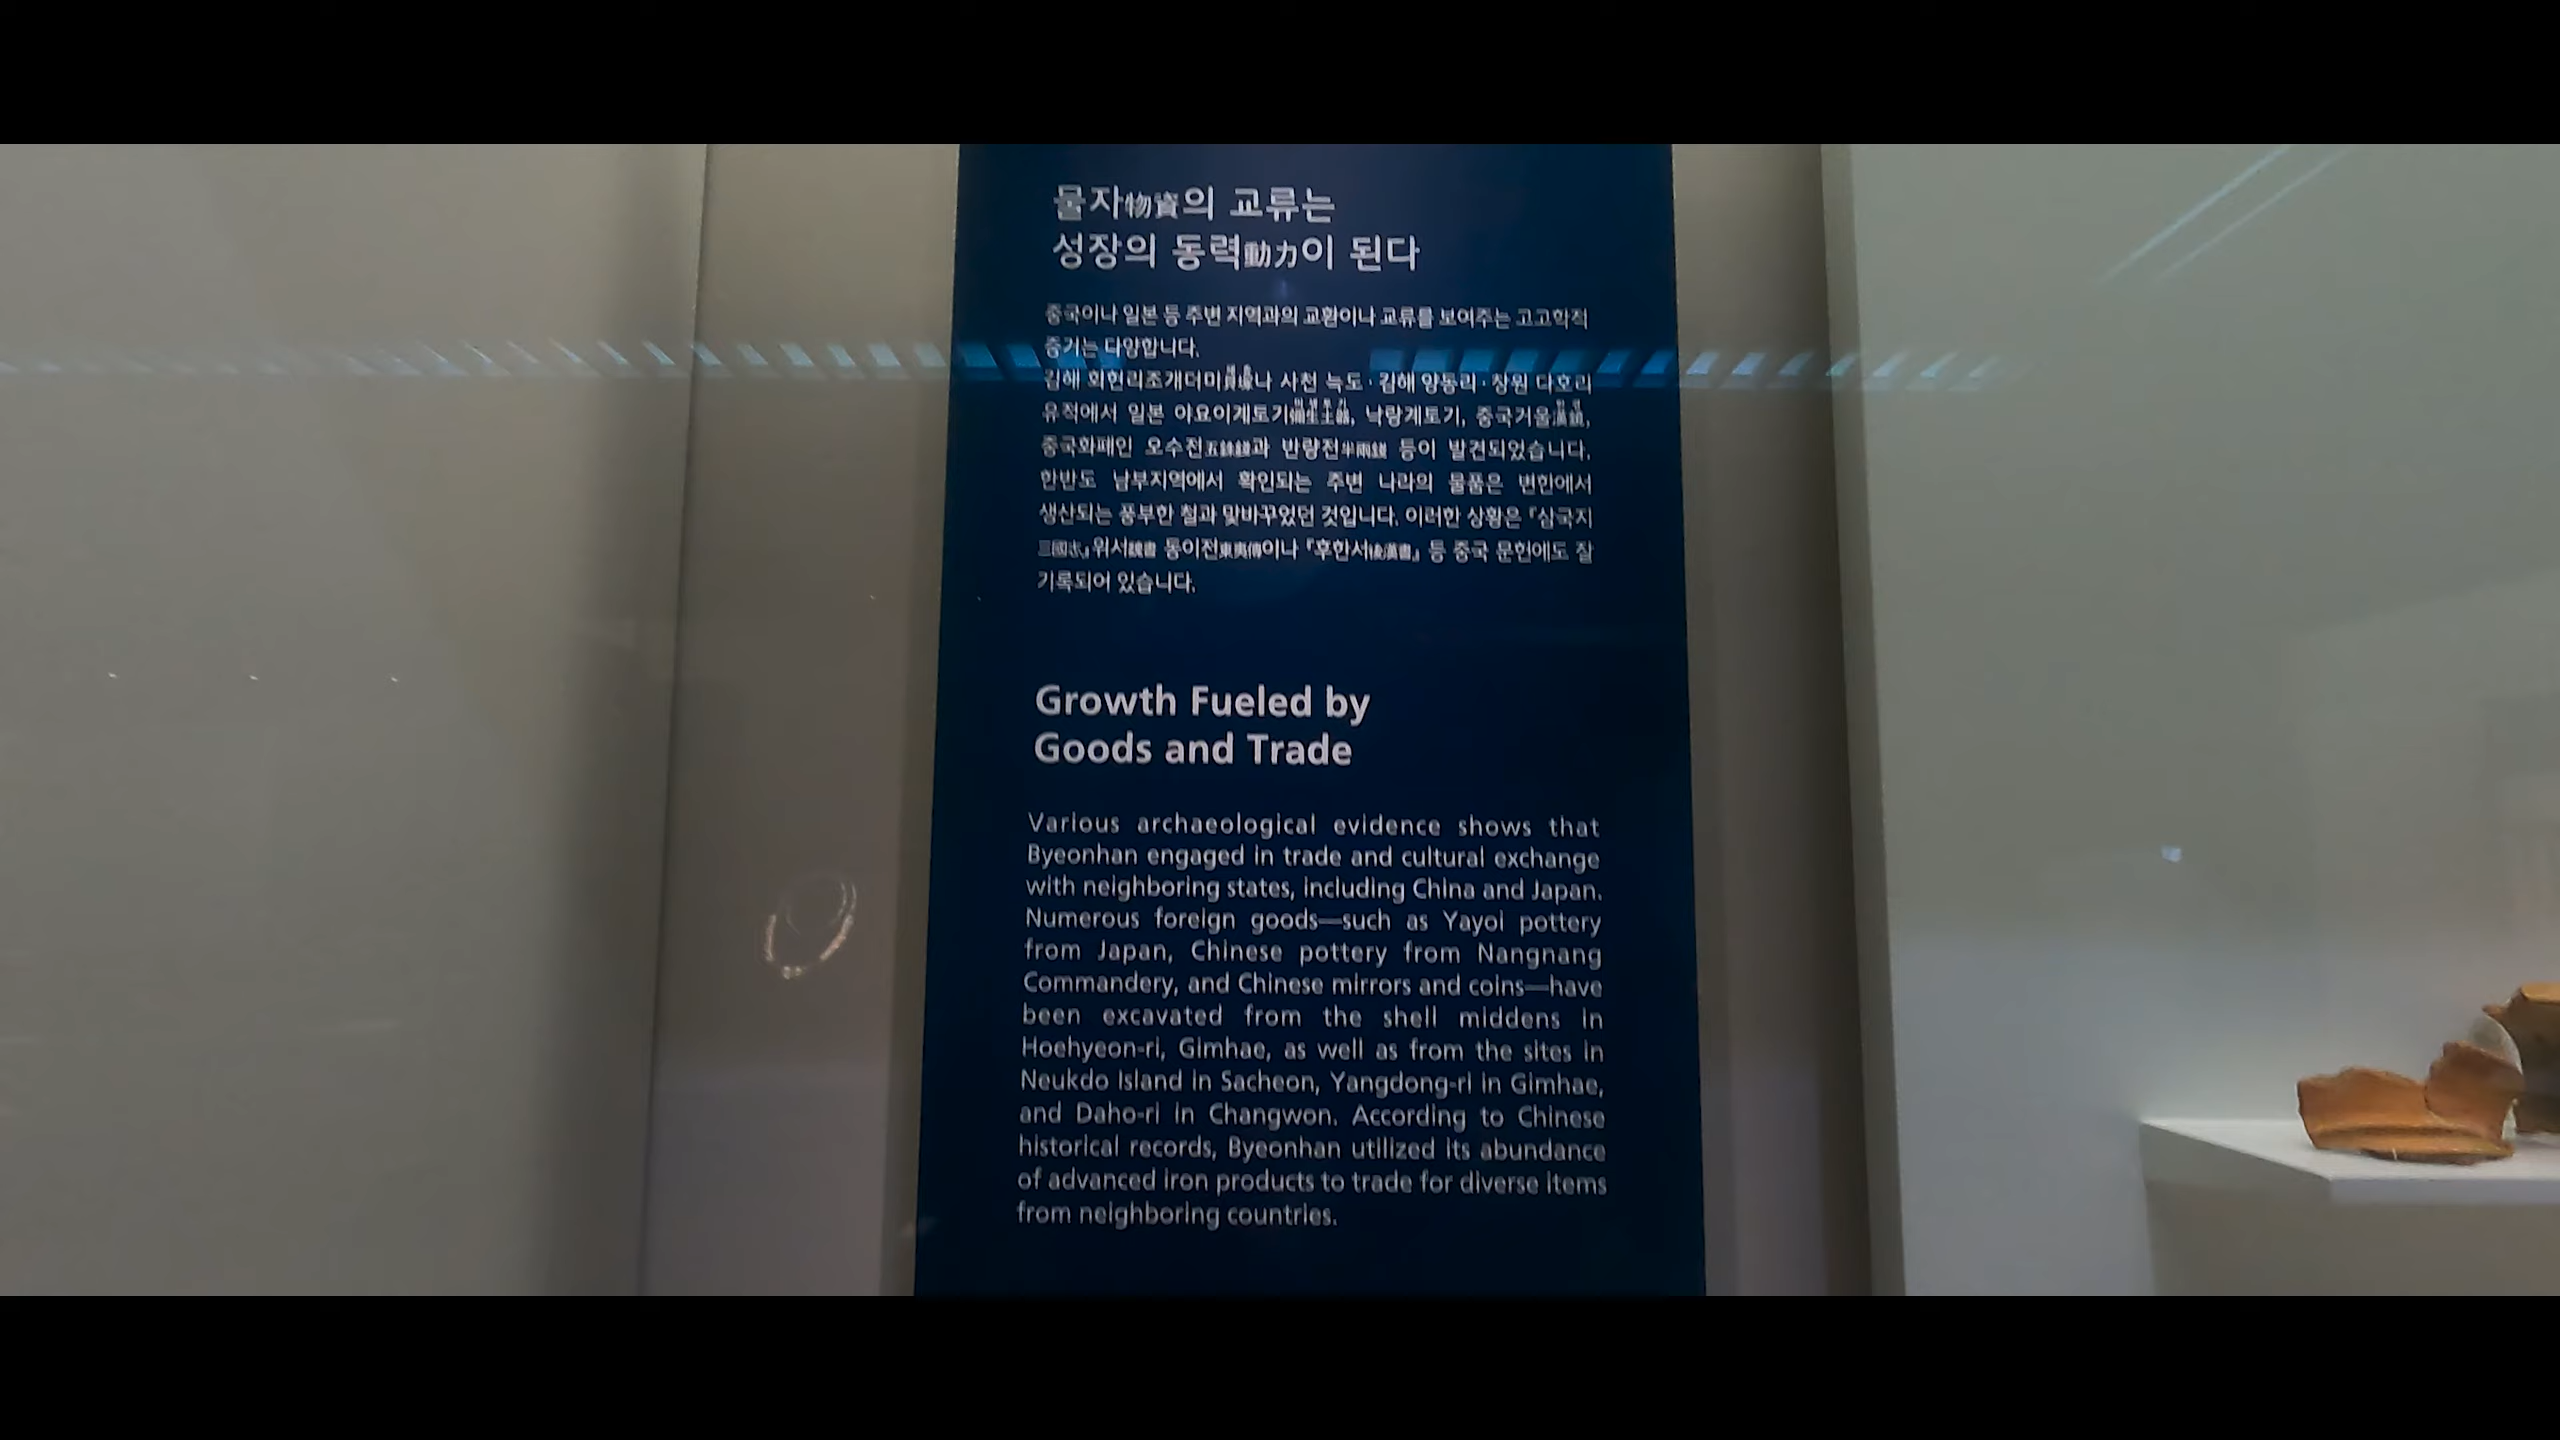 물자物資의 교류는
성장의 동력動力이 된다
중국이나 일본 등 주변 지역과의 교환이나 교류를 보여주는 고고학적
증거는 다양합니다.
김해 회현리조개더미貝塚나 사천 늑도 · 김해 양동리 · 창원 다호리
유적에서 일본 야요이계토기彌生土器, 낙랑계토기, 중국거울漢鏡,
중국화폐인 오수전五銖錢과 반량전半兩錢 등이 발견되었습니다.
한반도 남부지역에서 확인되는 주변 나라의 물품은 변한에서
생산되는 풍부한 철과 맞바꾸었던 것입니다. 이러한 상황은 『삼국지
三國志』위서魏書 동이전東夷傳이나 『후한서後漢書』 등 중국 문헌에도 잘
기록되어 있습니다.
Growth Fueled by
Goods and Trade
Various archaeological evidence shows that
Byeonhan engaged in trade and cultural exchange
with neighboring states, including China and Japan.
Numerous foreign goods—such as Yayoi pottery
from Japan, Chinese pottery from Nangnang
Commandery, and Chinese mirrors and coins—have
been excavated from the shell middens in
Hoehyeon-ri, Gimhae, as well as from the sites in
Neukdo Island in Sacheon, Yangdong-ri in Gimhae,
and Daho-ri in Changwon. According to Chinese
historical records, Byeonhan utilized its abundance
of advanced iron products to trade for diverse items
from neighboring countries.